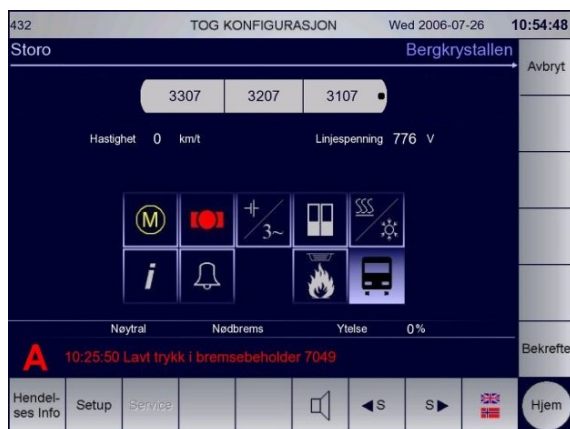 432 TOG KONFIGURASJON Wed 2006-07-26 10:54:48
Storo Bergkrystallen
Avbryt
3307 3207 3107
Hastighet 0 km/t Linjespenning 776 V
M
3~
i
Nøytral Nødbrems Ytelse 0%
A 10:25:50 Lavt trykk i bremsebeholder 7049
Bekrefte
Hendel-
ses Info
Setup Service ◀S S▶ Hjem